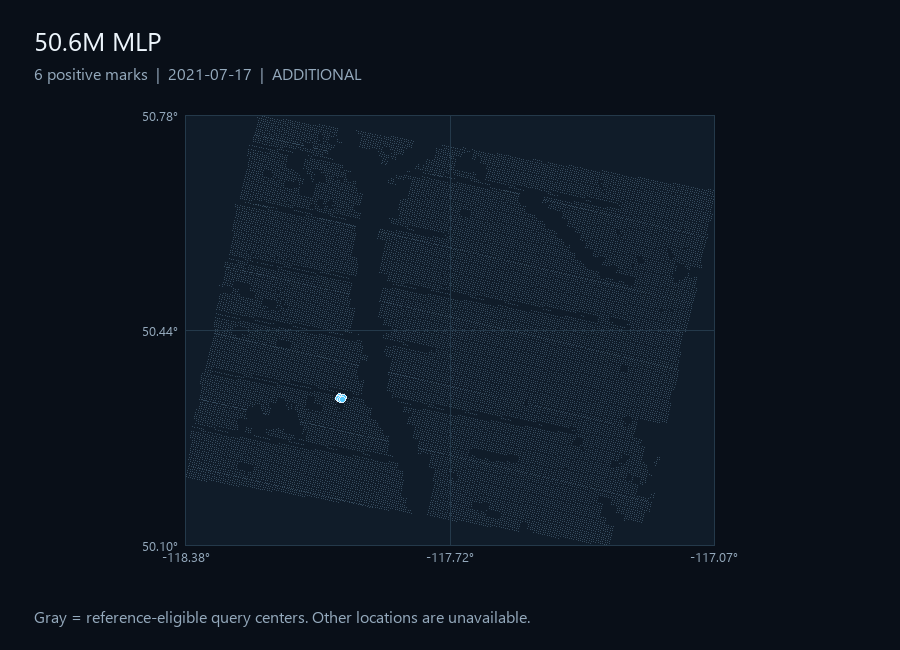 50.6M MLP
6 positive marks | 2021-07-17 | ADDITIONAL
50.78°
50.44°
50.10°
-118.38°
-117.72°
-117.07°
Gray = reference-eligible query centers. Other locations are unavailable.